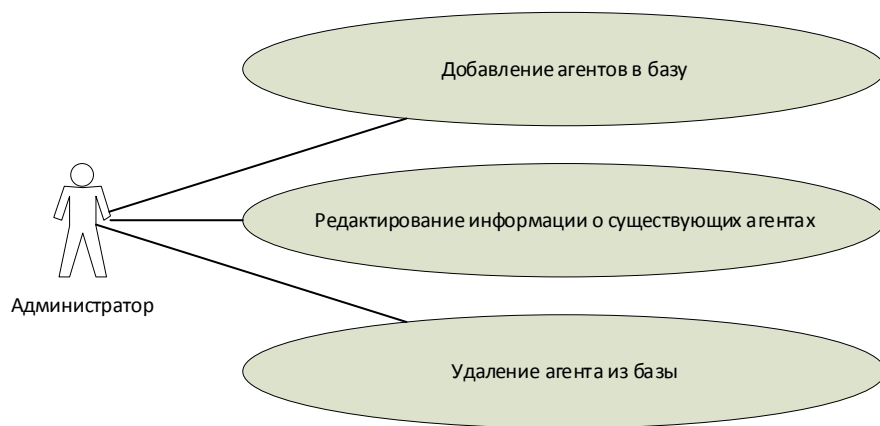 Добавление агентов в базу
Редактирование информации о существующих агентах
Администратор
Удаление агента из базы